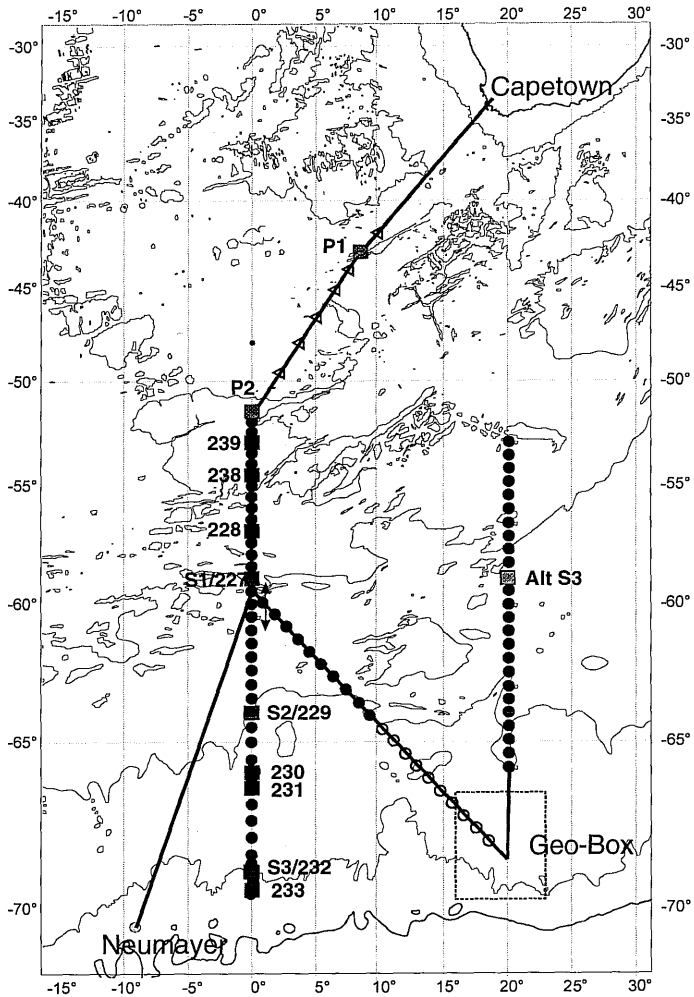 -15° -10° -5° 0° 5° 10° 15° 20° 25° 30°
-30° -30°
Capetown
-35° -35°
-40° -40°
P1
-45° -45°
-50° -50°
P2
239
238
-55° -55°
228
S1/227
Alt S3
-60° -60°
S2/229
-65° -65°
230
231
Geo-Box
S3/232
233
-70° -70°
Neumayer
-15° -10° -5° 0° 5° 10° 15° 20° 25° 30°